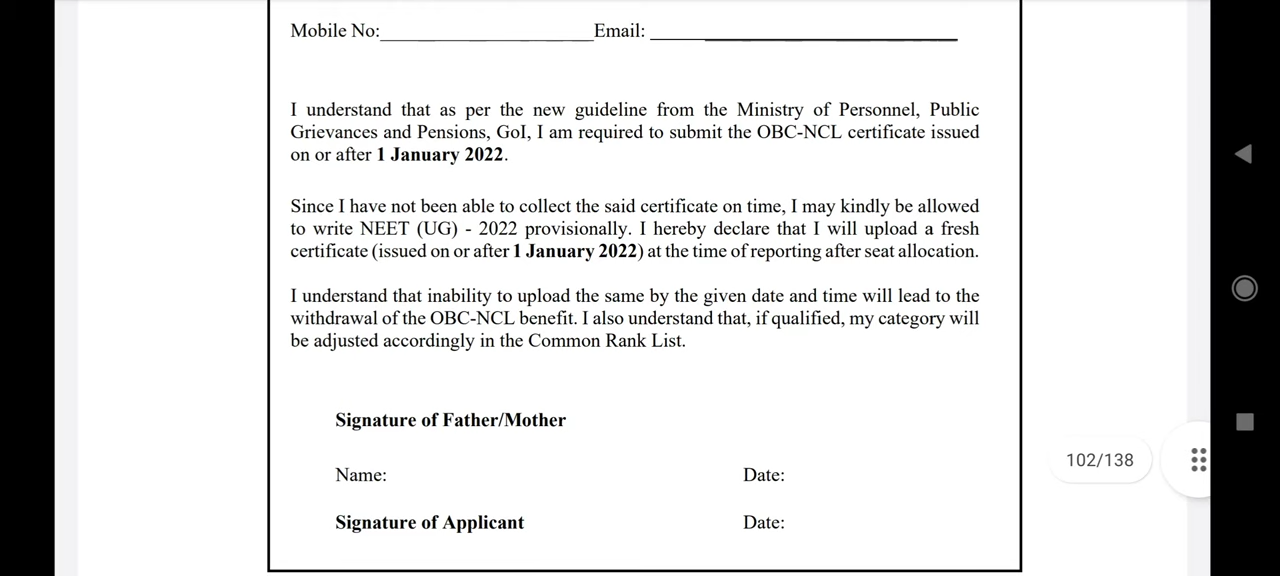 Mobile No:____________________Email: ______________________________
I understand that as per the new guideline from the Ministry of Personnel, Public
Grievances and Pensions, GoI, I am required to submit the OBC-NCL certificate issued
on or after 1 January 2022.
Since I have not been able to collect the said certificate on time, I may kindly be allowed
to write NEET (UG) - 2022 provisionally. I hereby declare that I will upload a fresh
certificate (issued on or after 1 January 2022) at the time of reporting after seat allocation.
I understand that inability to upload the same by the given date and time will lead to the
withdrawal of the OBC-NCL benefit. I also understand that, if qualified, my category will
be adjusted accordingly in the Common Rank List.
Signature of Father/Mother
102/138
Name: Date:
Signature of Applicant Date: